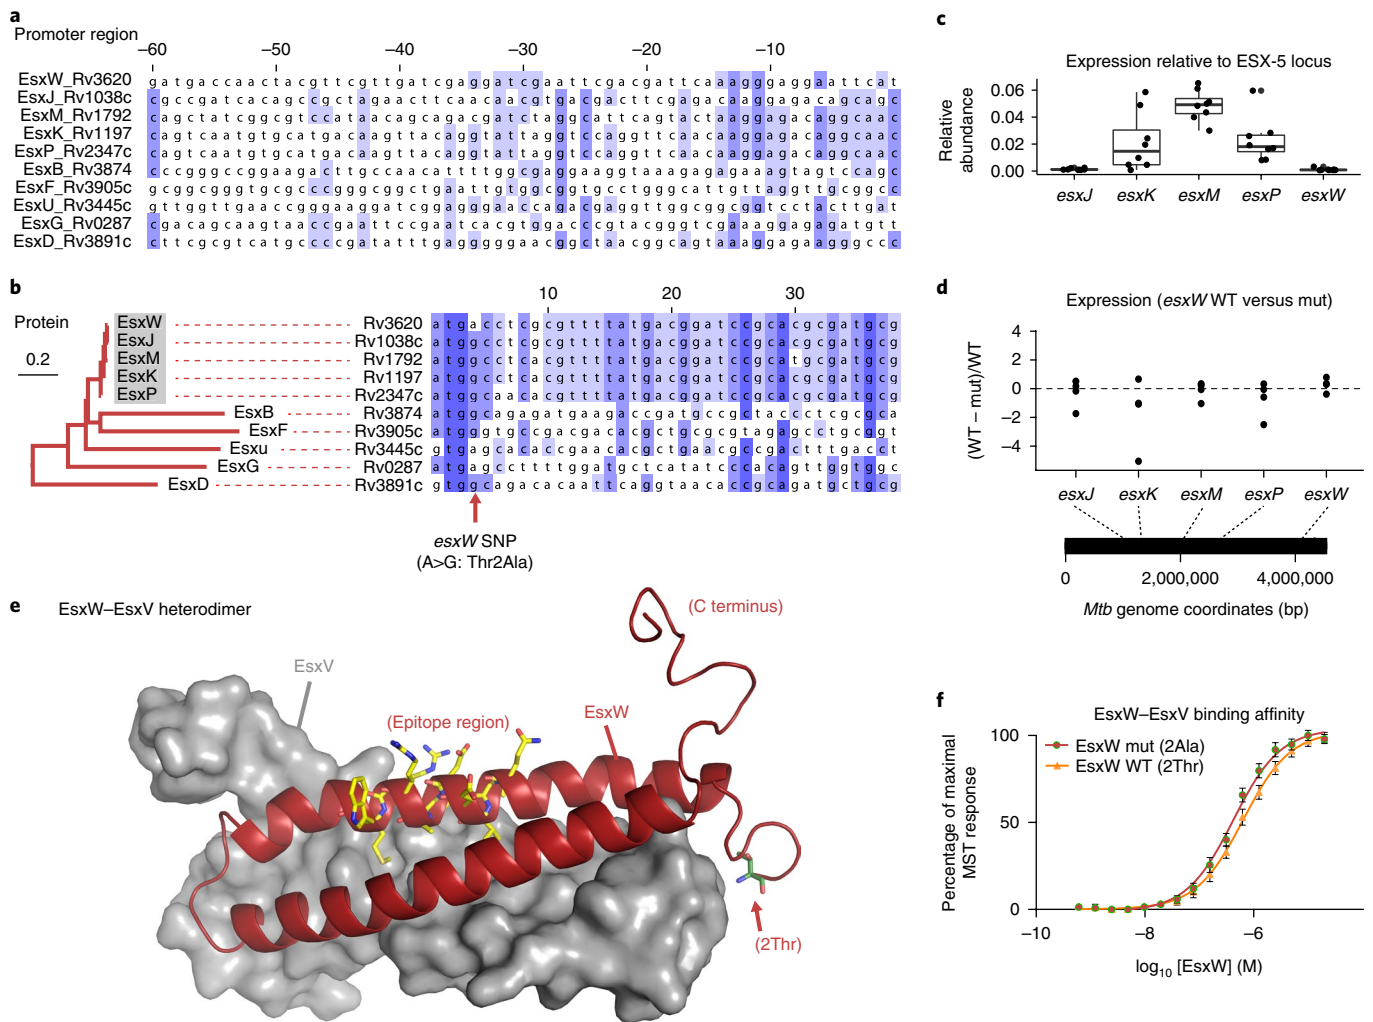 a
Promoter region
−60 −50 −40 −30 −20 −10
EsxW_Rv3620 g a t g a c c a a c t a c g t t c g t t g a t c g a g g a t c g a a t t c g a c g a t t c a a a g g g a g g a a t t c a t
EsxJ_Rv1038c c g c c g a t c a c a g c c g c t a g a a c t t c a a c a a c g t g a c g a c t t c g a g a c a a g g a g a c a g c a g c
EsxM_Rv1792
EsxK_Rv1197
EsxP_Rv2347c
EsxB_Rv3874
EsxF_Rv3905c
EsxU_Rv3445c
EsxG_Rv0287
EsxD_Rv3891c
b
10 20 30
Protein
0.2
EsxW Rv3620 a t g a c c t c g c g t t t t a t g a c g g a t c c g c a c g c g a t g c g
EsxJ Rv1038c a t g g c c t c g c g t t t t a t g a c g g a t c c g c a c g c g a t g c g
EsxM Rv1792 a t g g c c t c g c g t t t t a t g a c g g a t c c g c a t g c g a t g c g
EsxK Rv1197 a t g g c c t c a c g t t t t a t g a c g g a t c c g c a c g c g a t g c g
EsxP Rv2347c a t g g c a a c a c g t t t t a t g a c g g a t c c g c a c g c g a t g c g
EsxB Rv3874 a t g g c a g a g a t g a a g a c c g a t g c c g c t a c c c t c g c g c a
EsxF Rv3905c a t g g g t g c c g a c g a c a c g c t g c g c g t a g a g c c t g c g g t
Esxu Rv3445c g t g a g c a c a c c g a a c a c g c t g a a c g c c g a c t t t g a c c t
EsxG Rv0287 a t g a g c c t t t t g g a t g c t c a t a t c c c a c a g t t g g t g g c
EsxD Rv3891c g t g g c a g a c a c a a t t c a g g t a a c a c c g c a g a t g c t g c g
esxW SNP
(A>G: Thr2Ala)
c
Expression relative to ESX-5 locus
Relative
abundance
0.06
0.04
0.02
0.00
esxJ esxK esxM esxP esxW
d
Expression (esxW WT versus mut)
(WT − mut)/WT
4
2
0
−2
−4
esxJ esxK esxM esxP esxW
0 2,000,000 4,000,000
Mtb genome coordinates (bp)
e
EsxW–EsxV heterodimer
(C terminus)
EsxV
(Epitope region)
EsxW
(2Thr)
f
EsxW–EsxV binding affinity
Percentage of maximal
MST response
100
50
0
EsxW mut (2Ala)
EsxW WT (2Thr)
−10 −8 −6
log10 [EsxW] (M)